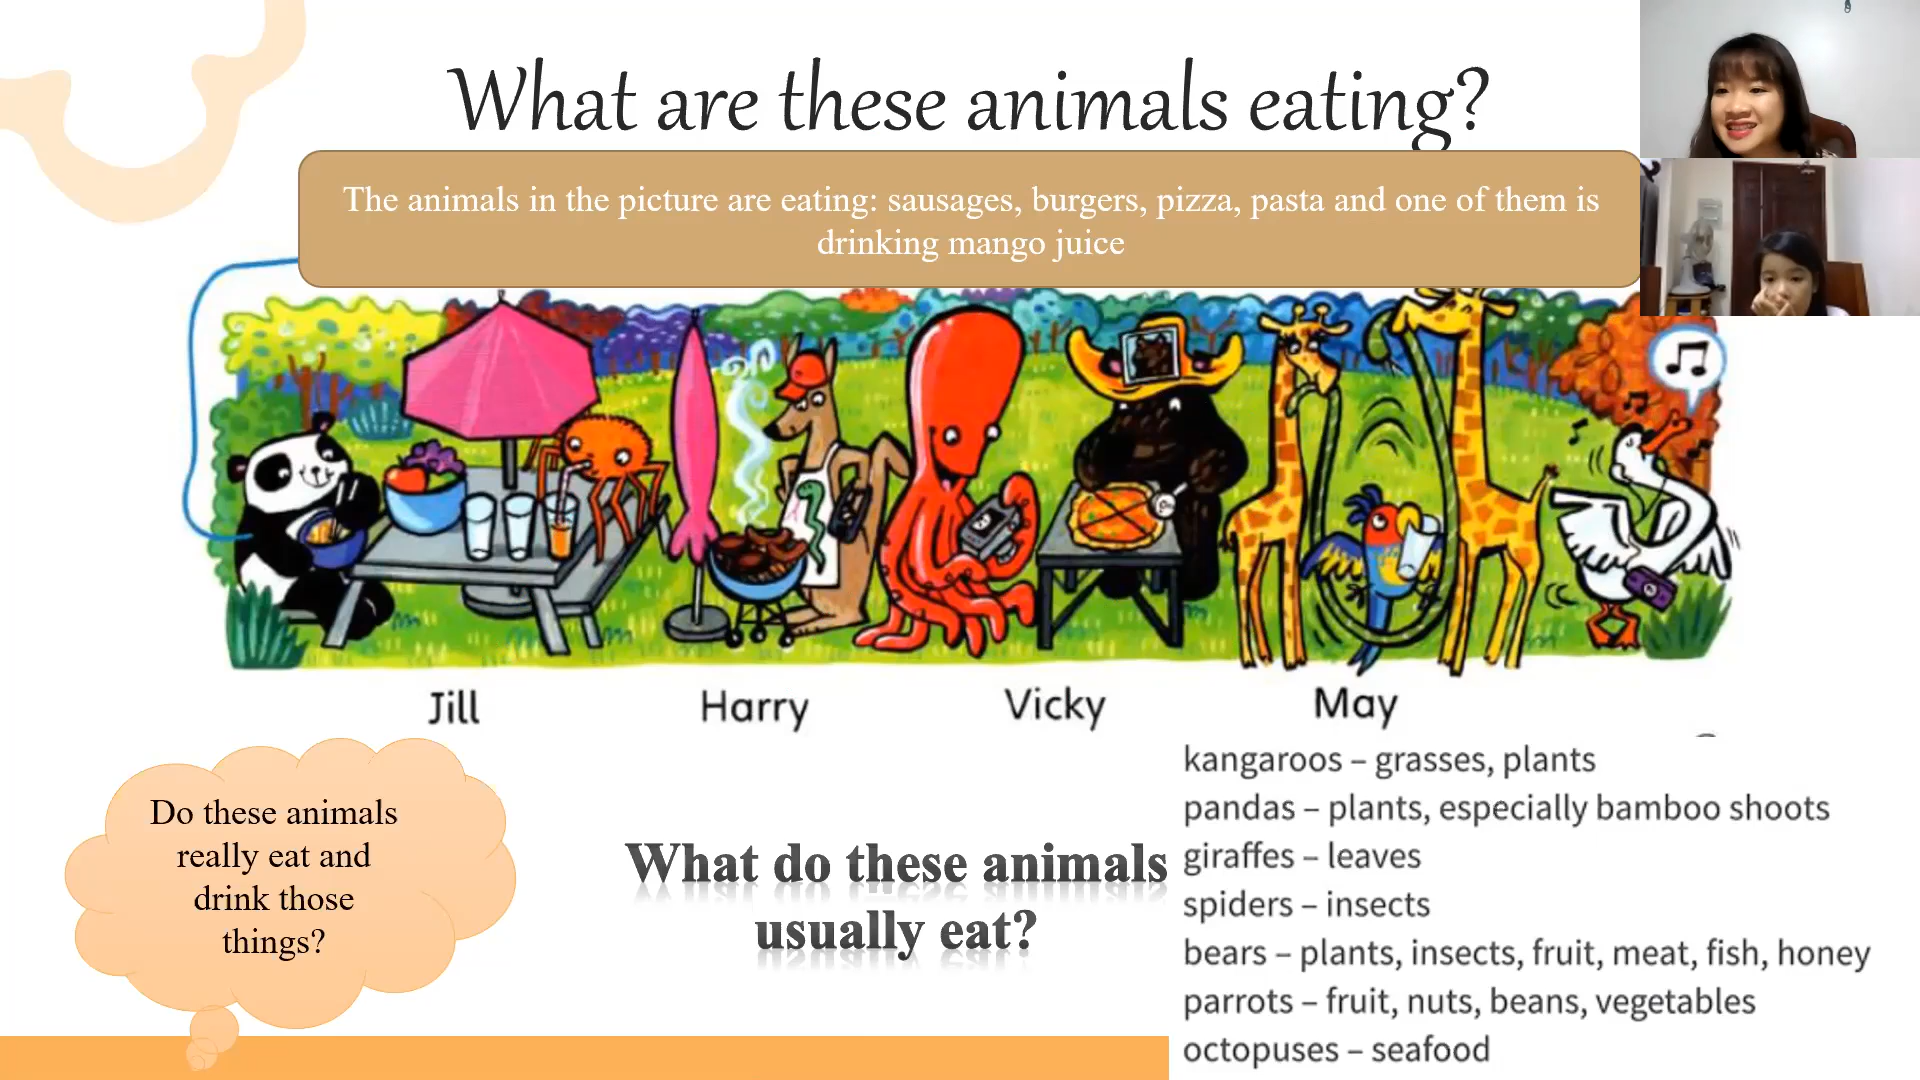 What are these animals eating?
The animals in the picture are eating: sausages, burgers, pizza, pasta and one of them is
drinking mango juice
Jill
Harry
Vicky
May
Do these animals
really eat and
drink those
things?
What do these animals
usually eat?
kangaroos – grasses, plants
pandas – plants, especially bamboo shoots
giraffes – leaves
spiders – insects
bears – plants, insects, fruit, meat, fish, honey
parrots – fruit, nuts, beans, vegetables
octopuses – seafood